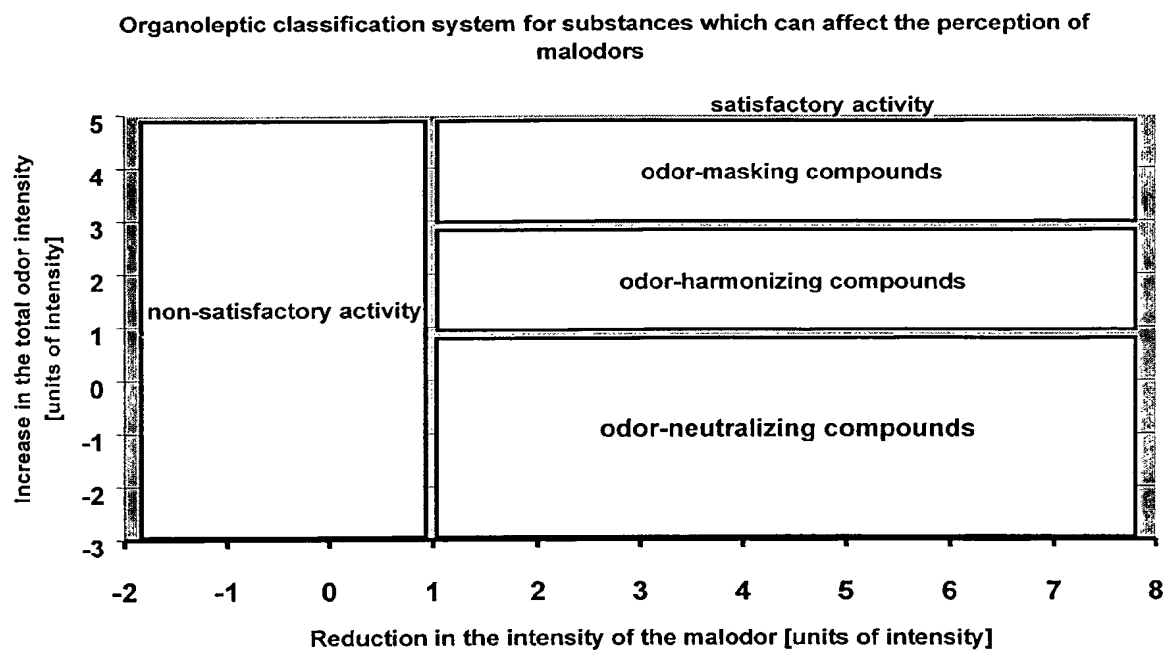 Organoleptic classification system for substances which can affect the perception of
malodors
satisfactory activity
odor-masking compounds
odor-harmonizing compounds
non-satisfactory activity
odor-neutralizing compounds
Increase in the total odor intensity
[units of intensity]
5
4
3
2
1
0
-1
-2
-3
-2 -1 0 1 2 3 4 5 6 7 8
Reduction in the intensity of the malodor [units of intensity]